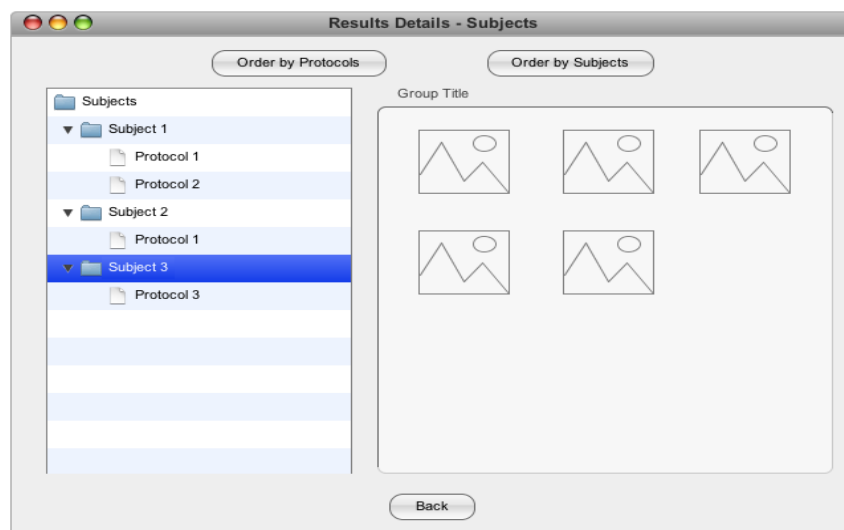 Results Details - Subjects
Order by Protocols
Order by Subjects
Subjects
Subject 1
Protocol 1
Protocol 2
Subject 2
Protocol 1
Subject 3
Protocol 3
Group Title
Back